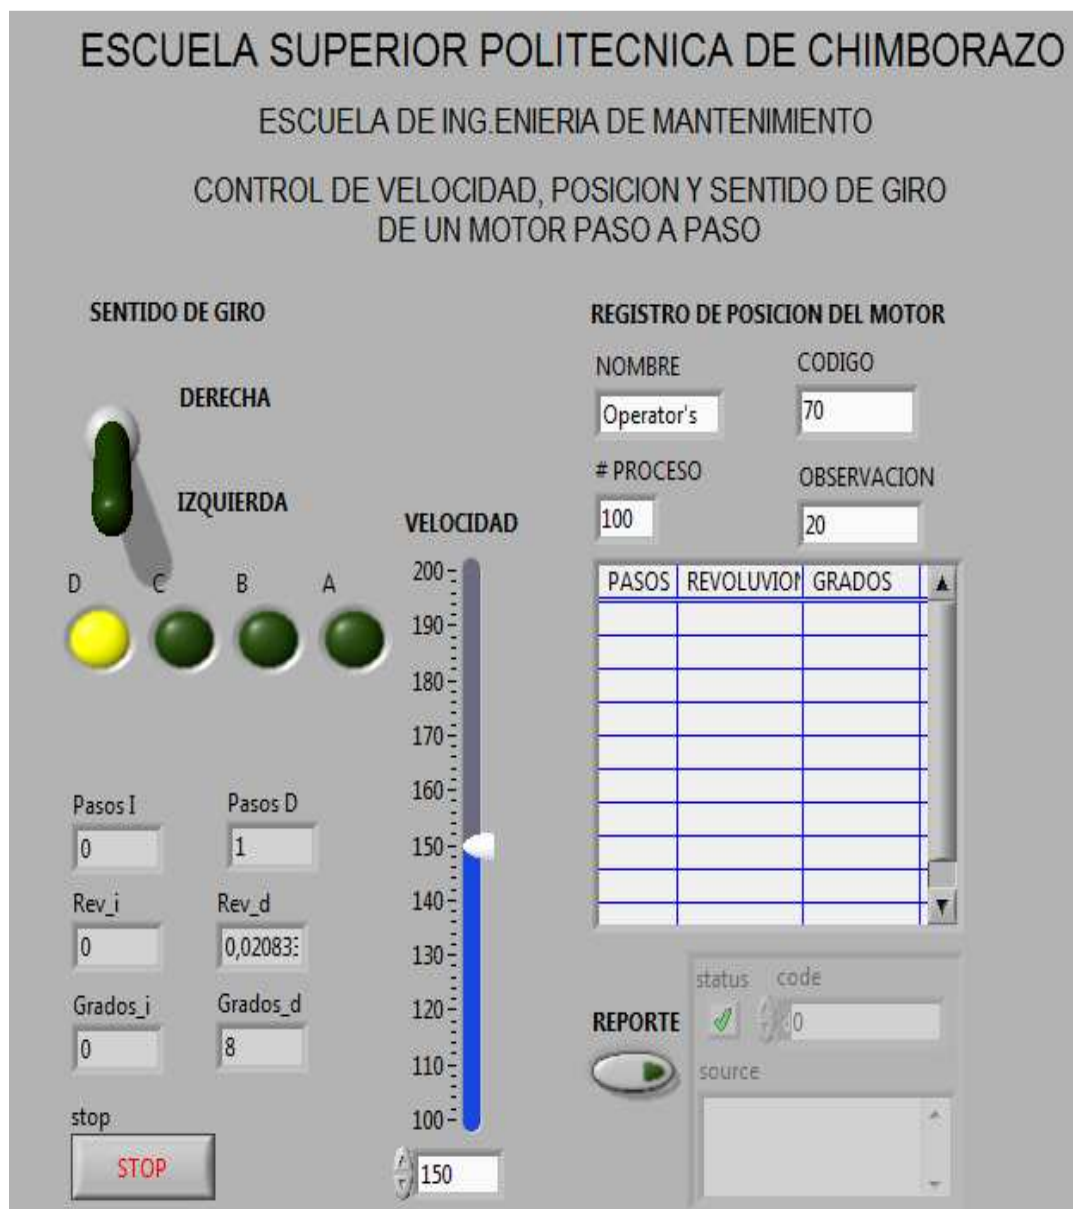 ESCUELA SUPERIOR POLITECNICA DE CHIMBORAZO
ESCUELA DE ING.ENIERIA DE MANTENIMIENTO
CONTROL DE VELOCIDAD, POSICION Y SENTIDO DE GIRO
DE UN MOTOR PASO A PASO
SENTIDO DE GIRO
DERECHA
IZQUIERDA
D C B A
Pasos I Pasos D
0 1
Rev_i Rev_d
0 0,020833
Grados_i Grados_d
0 8
stop
STOP
VELOCIDAD
200
190
180
170
160
150
140
130
120
110
100
150
REGISTRO DE POSICION DEL MOTOR
NOMBRE CODIGO
Operator's 70
# PROCESO OBSERVACION
100 20
PASOS REVOLUVION GRADOS
REPORTE
status code
0
source